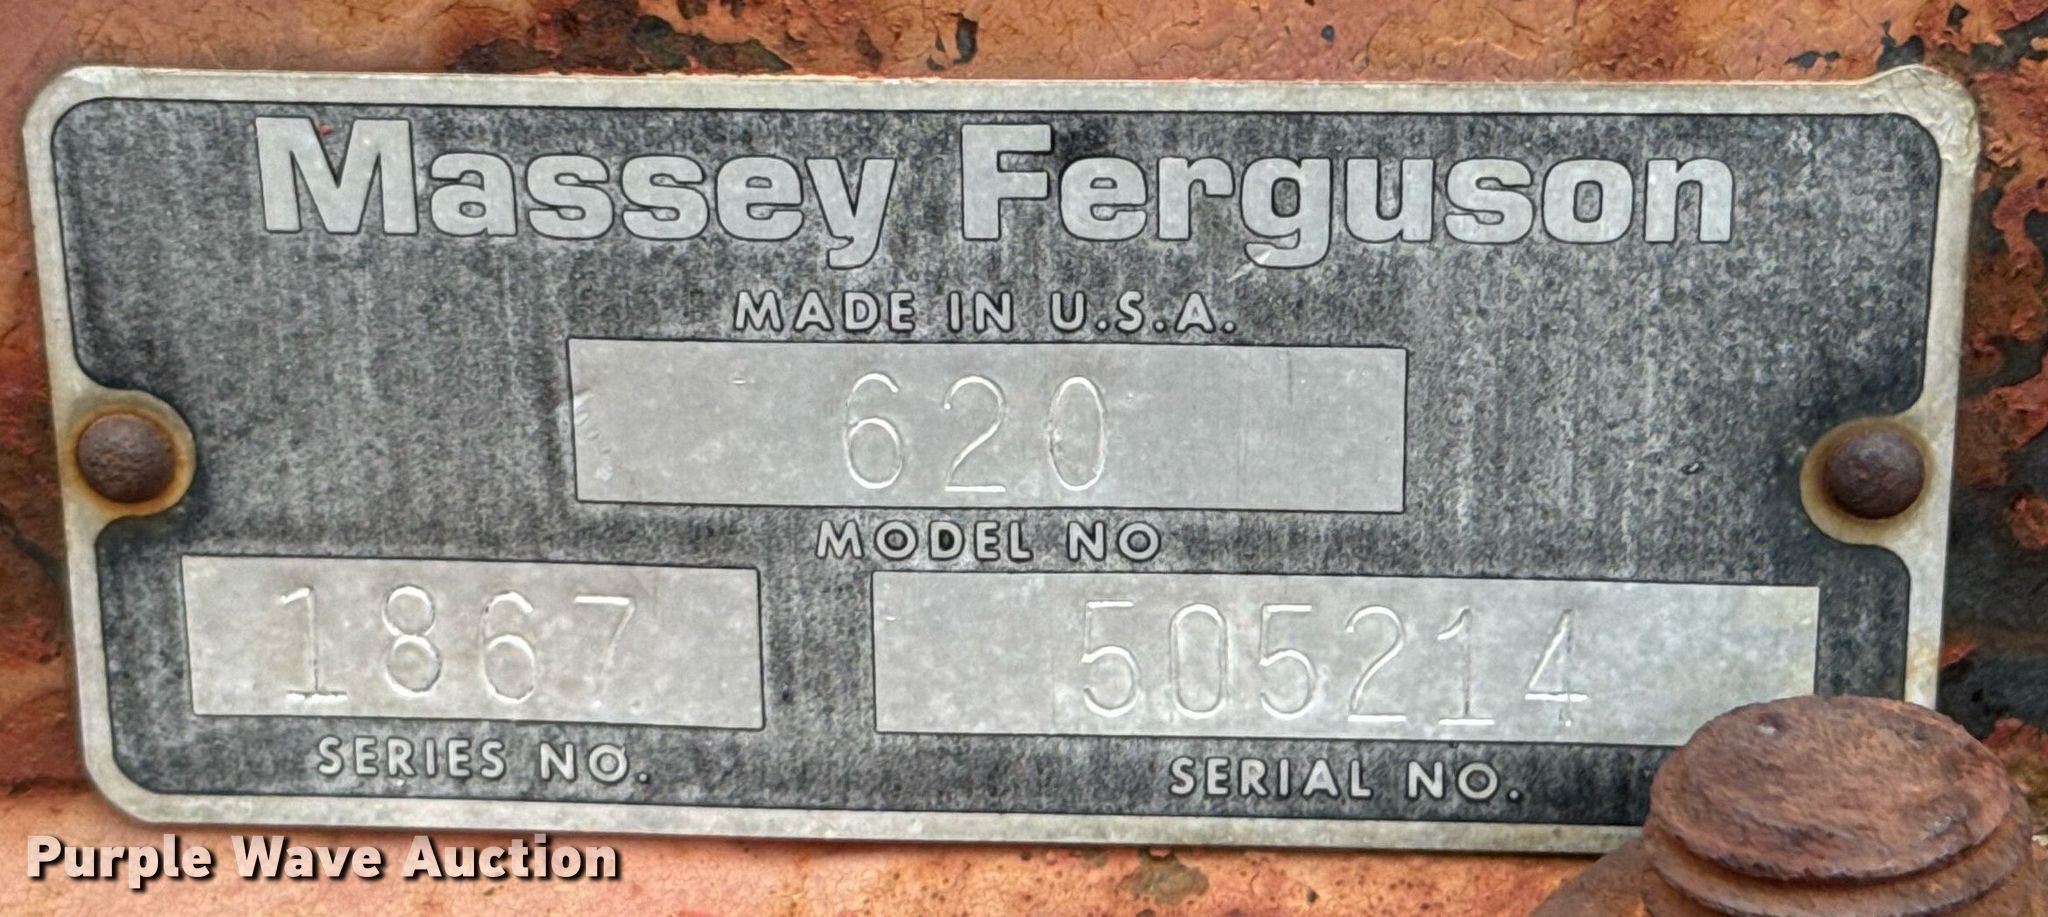 Massey Ferguson
MADE IN U.S.A.
620
MODEL NO
1867
505214
SERIES NO.
SERIAL NO.
Purple Wave Auction